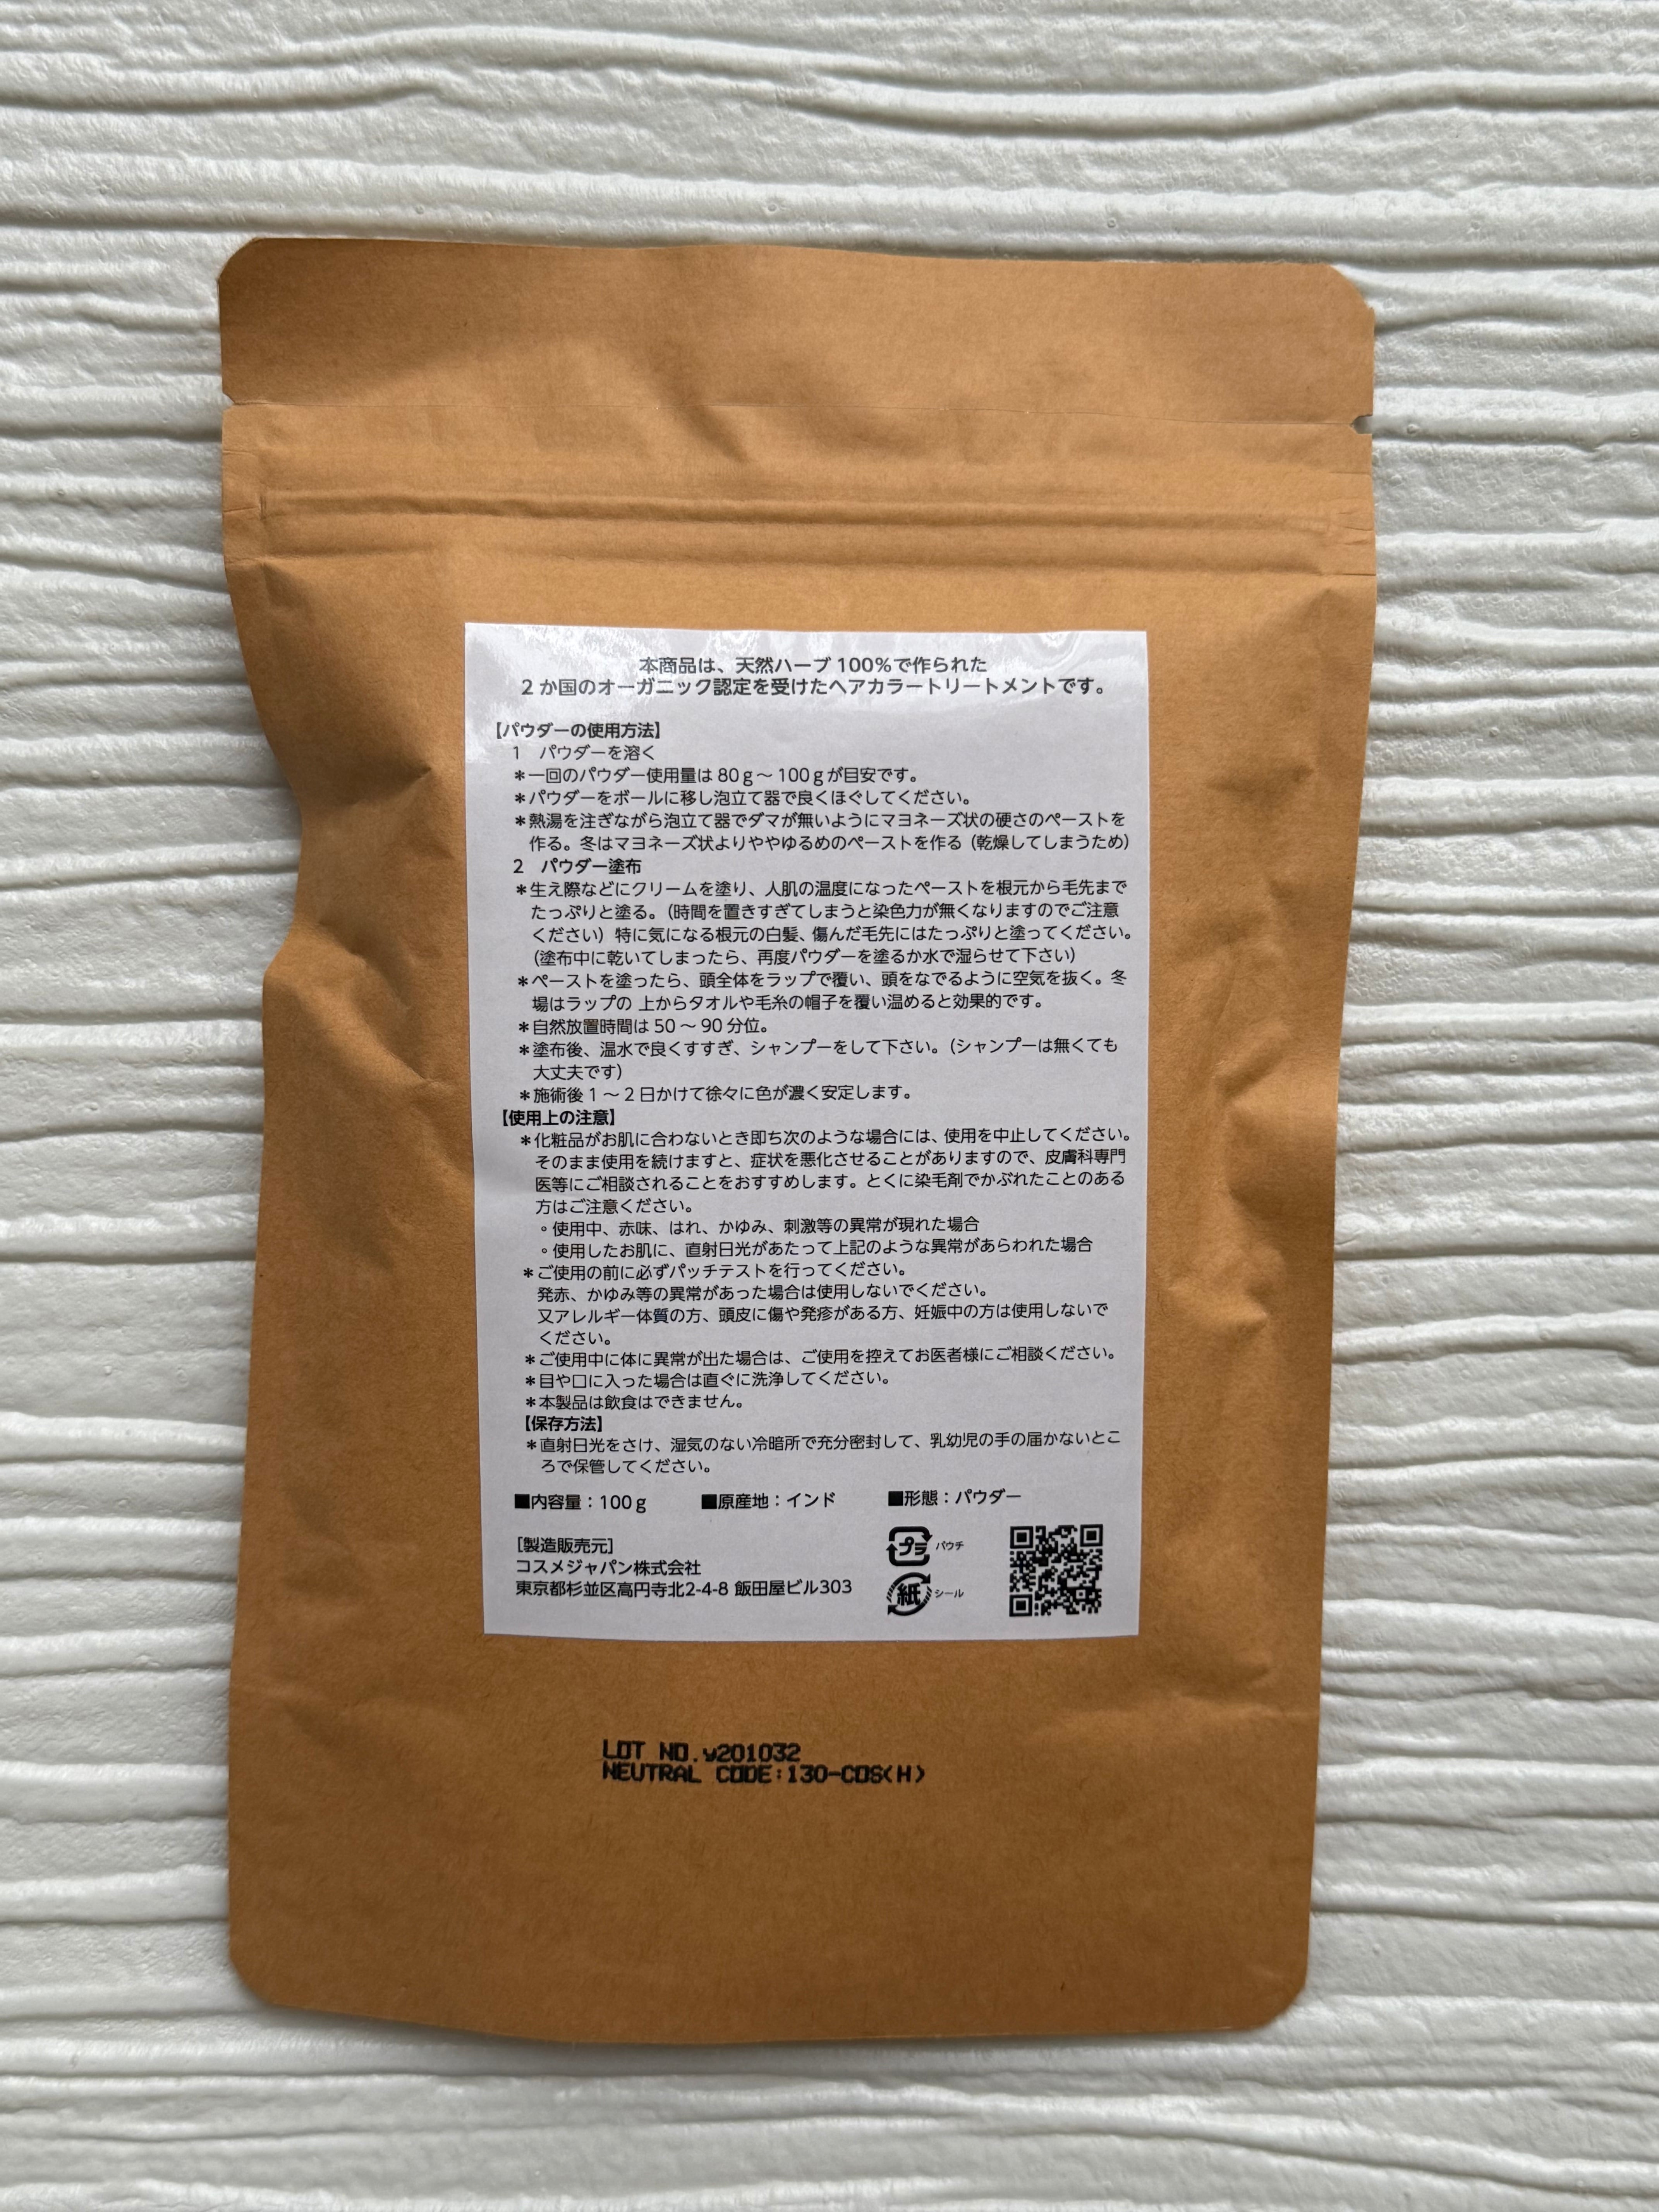 本商品は、天然ハーブ100%で作られた
2か国のオーガニック認定を受けたヘアカラートリートメントです。
【パウダーの使用方法】
1　パウダーを溶く
＊一回のパウダー使用量は80g〜100gが目安です。
＊パウダーをボールに移し泡立て器で良くほぐしてください。
＊熱湯を注ぎながら泡立て器でダマが無いようにマヨネーズ状の硬さのペーストを
作る。冬はマヨネーズ状よりややゆるめのペーストを作る（乾燥してしまうため）
2　パウダー塗布
＊生え際などにクリームを塗り、人肌の温度になったペーストを根元から毛先まで
たっぷりと塗る。（時間を置きすぎてしまうと染色力が無くなりますのでご注意
ください）特に気になる根元の白髪、傷んだ毛先にはたっぷりと塗ってください。
（塗布中に乾いてしまったら、再度パウダーを塗るか水で湿らせて下さい）
＊ペーストを塗ったら、頭全体をラップで覆い、頭をなでるように空気を抜く。冬
場はラップの 上からタオルや毛糸の帽子を覆い温めると効果的です。
＊自然放置時間は50〜90分位。
＊塗布後、温水で良くすすぎ、シャンプーをして下さい。（シャンプーは無くても
大丈夫です）
＊施術後1〜2日かけて徐々に色が濃く安定します。
【使用上の注意】
＊化粧品がお肌に合わないとき即ち次のような場合には、使用を中止してください。
そのまま使用を続けますと、症状を悪化させることがありますので、皮膚科専門
医等にご相談されることをおすすめします。とくに染毛剤でかぶれたことのある
方はご注意ください。
◦使用中、赤味、はれ、かゆみ、刺激等の異常が現れた場合
◦使用したお肌に、直射日光があたって上記のような異常があらわれた場合
＊ご使用の前に必ずパッチテストを行ってください。
発赤、かゆみ等の異常があった場合は使用しないでください。
又アレルギー体質の方、頭皮に傷や発疹がある方、妊娠中の方は使用しないで
ください。
＊ご使用中に体に異常が出た場合は、ご使用を控えてお医者様にご相談ください。
＊目や口に入った場合は直ぐに洗浄してください。
＊本製品は飲食はできません。
【保存方法】
＊直射日光をさけ、湿気のない冷暗所で充分密封して、乳幼児の手の届かないとこ
ろで保管してください。
■内容量：100g　■原産地：インド　■形態：パウダー
［製造販売元］
コスメジャパン株式会社
東京都杉並区高円寺北2-4-8 飯田屋ビル303
プラ パウチ
紙 シール
LOT NO.y201032
NEUTRAL CODE:130-COS(H)